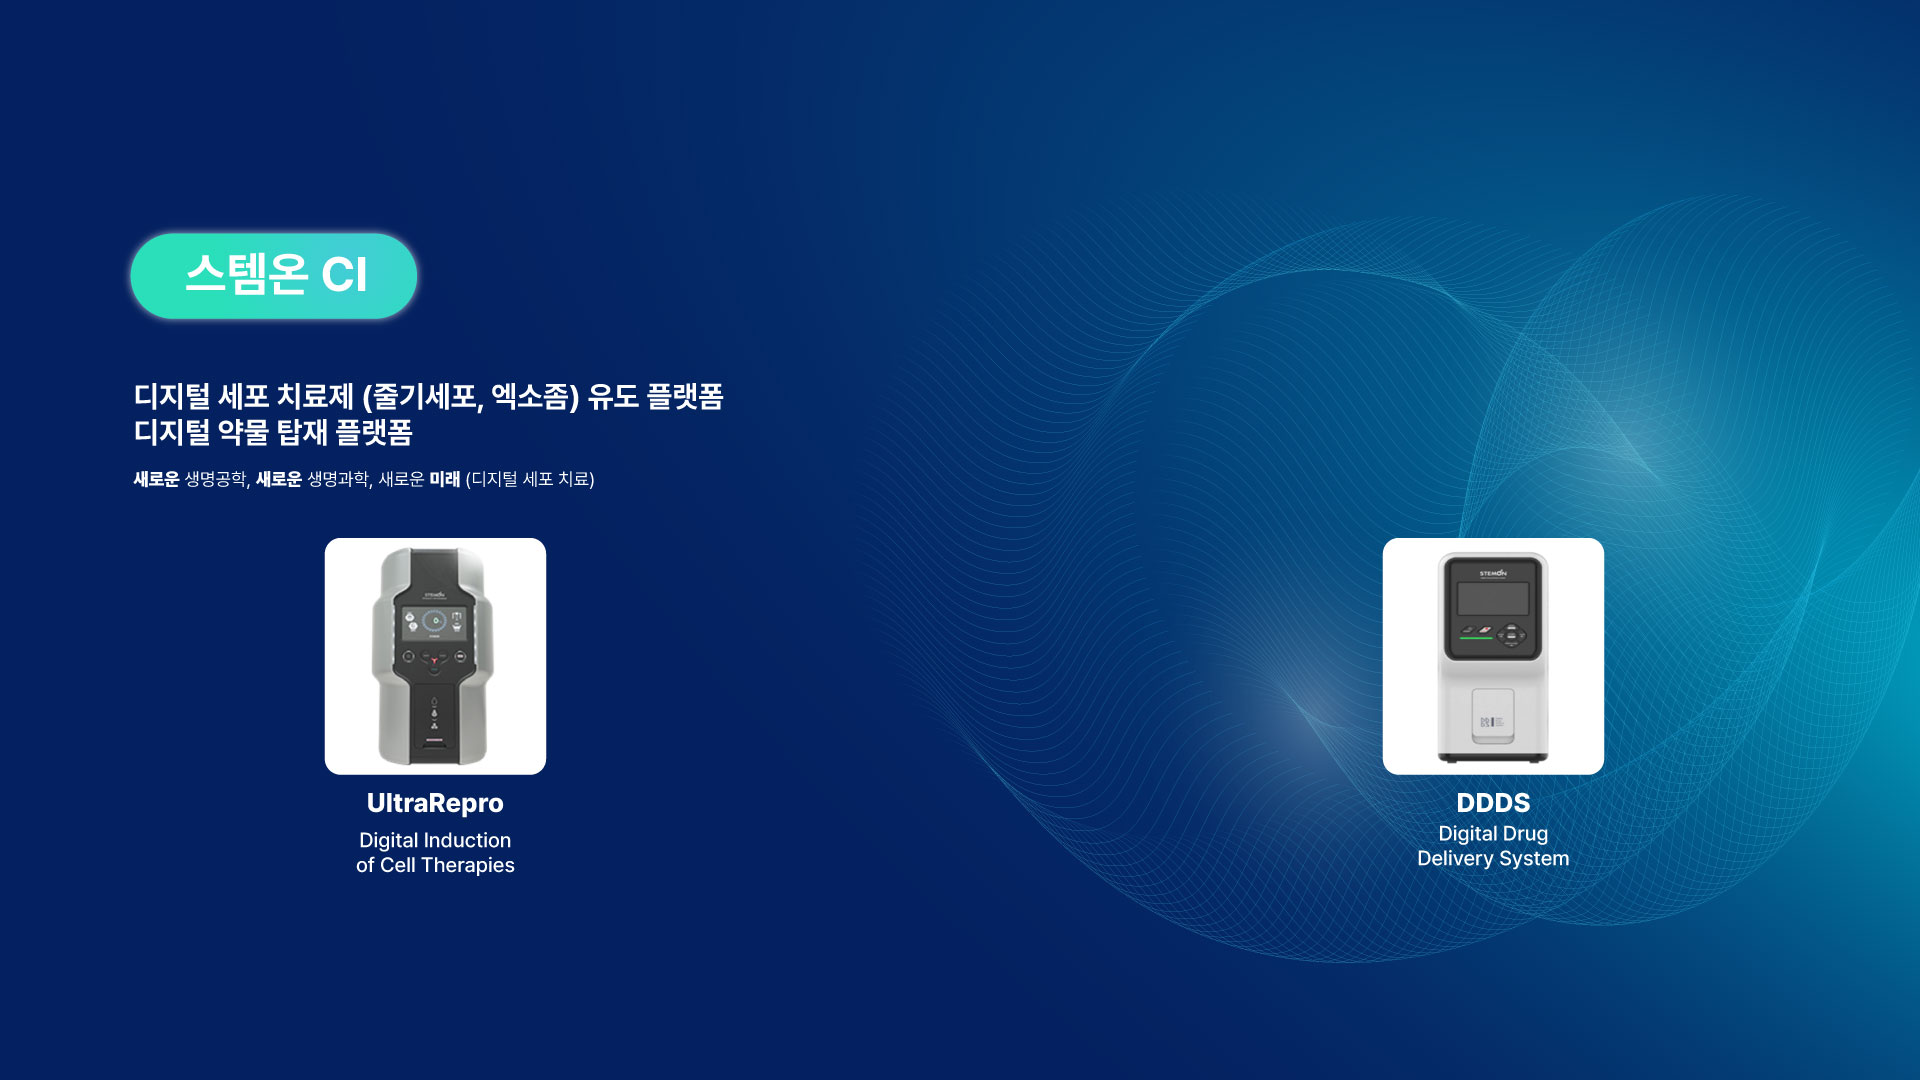 스템온 CI
디지털 세포 치료제 (줄기세포, 엑소좀) 유도 플랫폼
디지털 약물 탑재 플랫폼
새로운 생명공학, 새로운 생명과학, 새로운 미래 (디지털 세포 치료)
STEMON
STEMON
UltraRepro
Digital Induction
of Cell Therapies
DDDS
Digital Drug
Delivery System